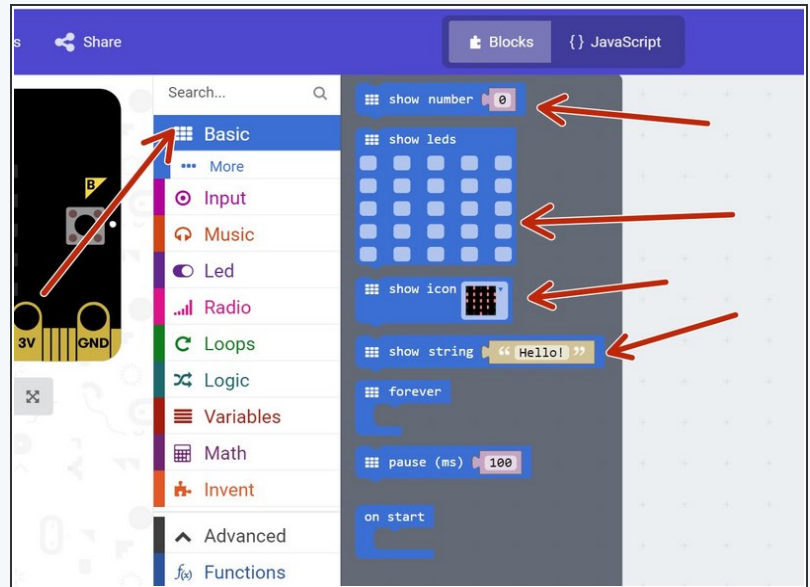 s Share Blocks {} JavaScript
Search...
Basic
More
Input
Music
Led
Radio
Loops
Logic
Variables
Math
Invent
Advanced
f(x) Functions
show number 0
show leds
show icon
show string “ Hello! ”
forever
pause (ms) 100
on start
B
3V GND